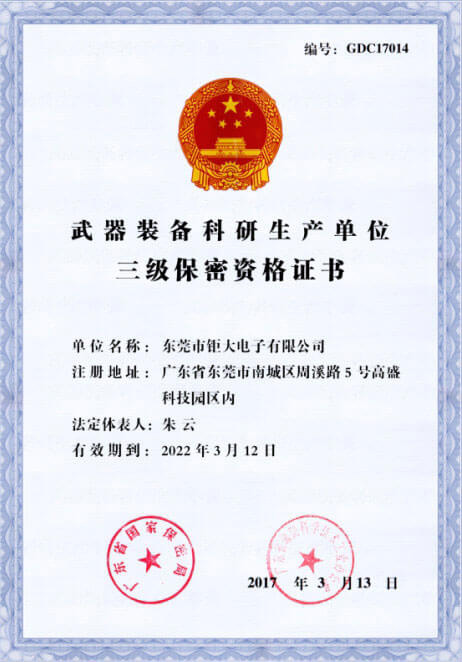 编号：GDC17014
武器装备科研生产单位
三级保密资格证书
单位名称：东莞市钜大电子有限公司
注册地址：广东省东莞市南城区周溪路5号高盛
科技园区内
法定体表人：朱云
有效期到：2022年3月12日
广东省国家保密局
2017 年 3 月 13 日